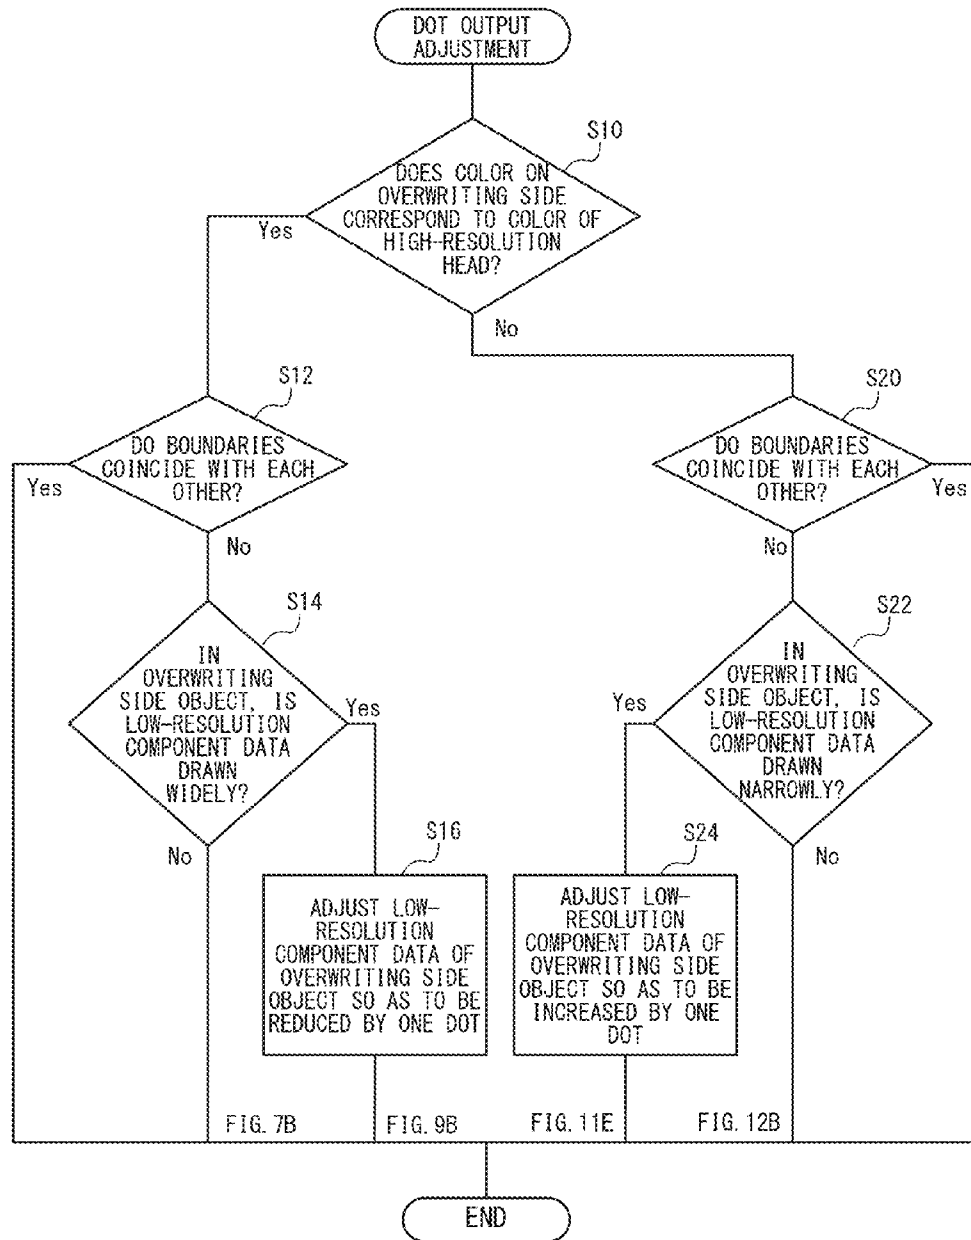 DOT OUTPUT
ADJUSTMENT
S10
DOES COLOR ON
OVERWRITING SIDE
CORRESPOND TO COLOR OF
HIGH-RESOLUTION
HEAD?
Yes
No
S12
DO BOUNDARIES
COINCIDE WITH EACH
OTHER?
Yes
No
S20
DO BOUNDARIES
COINCIDE WITH EACH
OTHER?
Yes
No
S14
IN
OVERWRITING
SIDE OBJECT, IS
LOW-RESOLUTION
COMPONENT DATA
DRAWN
WIDELY?
Yes
No
S22
IN
OVERWRITING
SIDE OBJECT, IS
LOW-RESOLUTION
COMPONENT DATA
DRAWN
NARROWLY?
Yes
No
S16
ADJUST LOW-
RESOLUTION
COMPONENT DATA OF
OVERWRITING SIDE
OBJECT SO AS TO BE
REDUCED BY ONE DOT
S24
ADJUST LOW-
RESOLUTION
COMPONENT DATA OF
OVERWRITING SIDE
OBJECT SO AS TO BE
INCREASED BY ONE
DOT
FIG. 7B
FIG. 9B
FIG. 11E
FIG. 12B
END